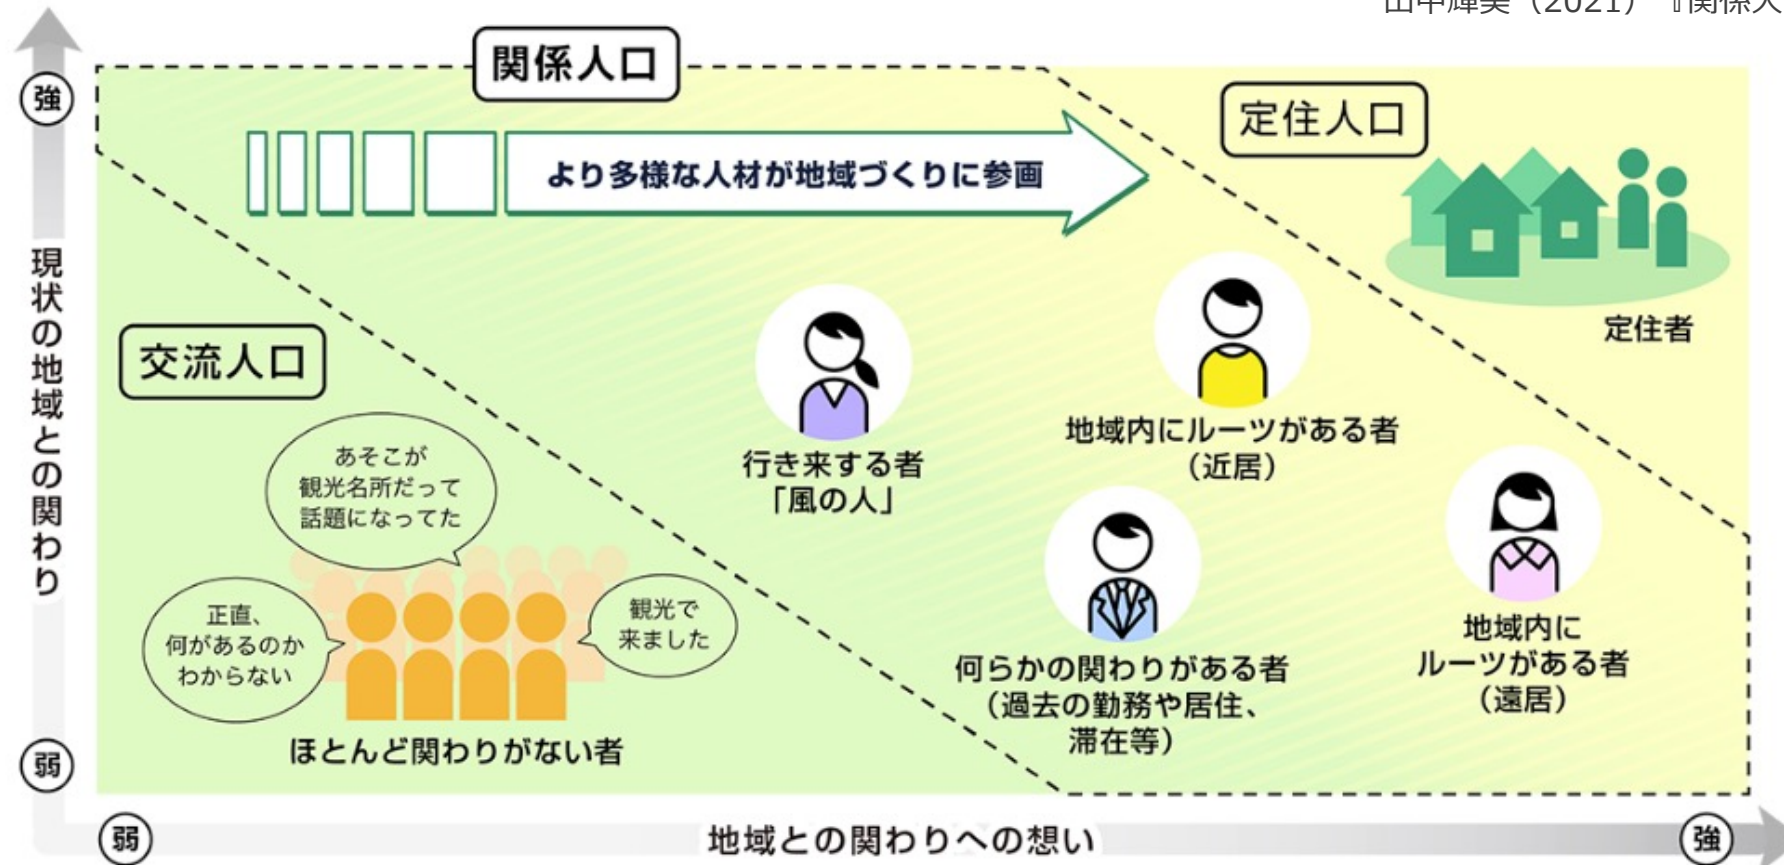 田中輝美（2021）『関係人
関係人口
強
定住人口
より多様な人材が地域づくりに参画
現状の地域との関わり
定住者
交流人口
地域内にルーツがある者
（近居）
行き来する者
「風の人」
あそこが
観光名所だって
話題になってた
正直、
何があるのか
わからない
観光で
来ました
地域内に
ルーツがある者
（遠居）
何らかの関わりがある者
（過去の勤務や居住、
滞在等）
ほとんど関わりがない者
弱
弱
地域との関わりへの想い
強